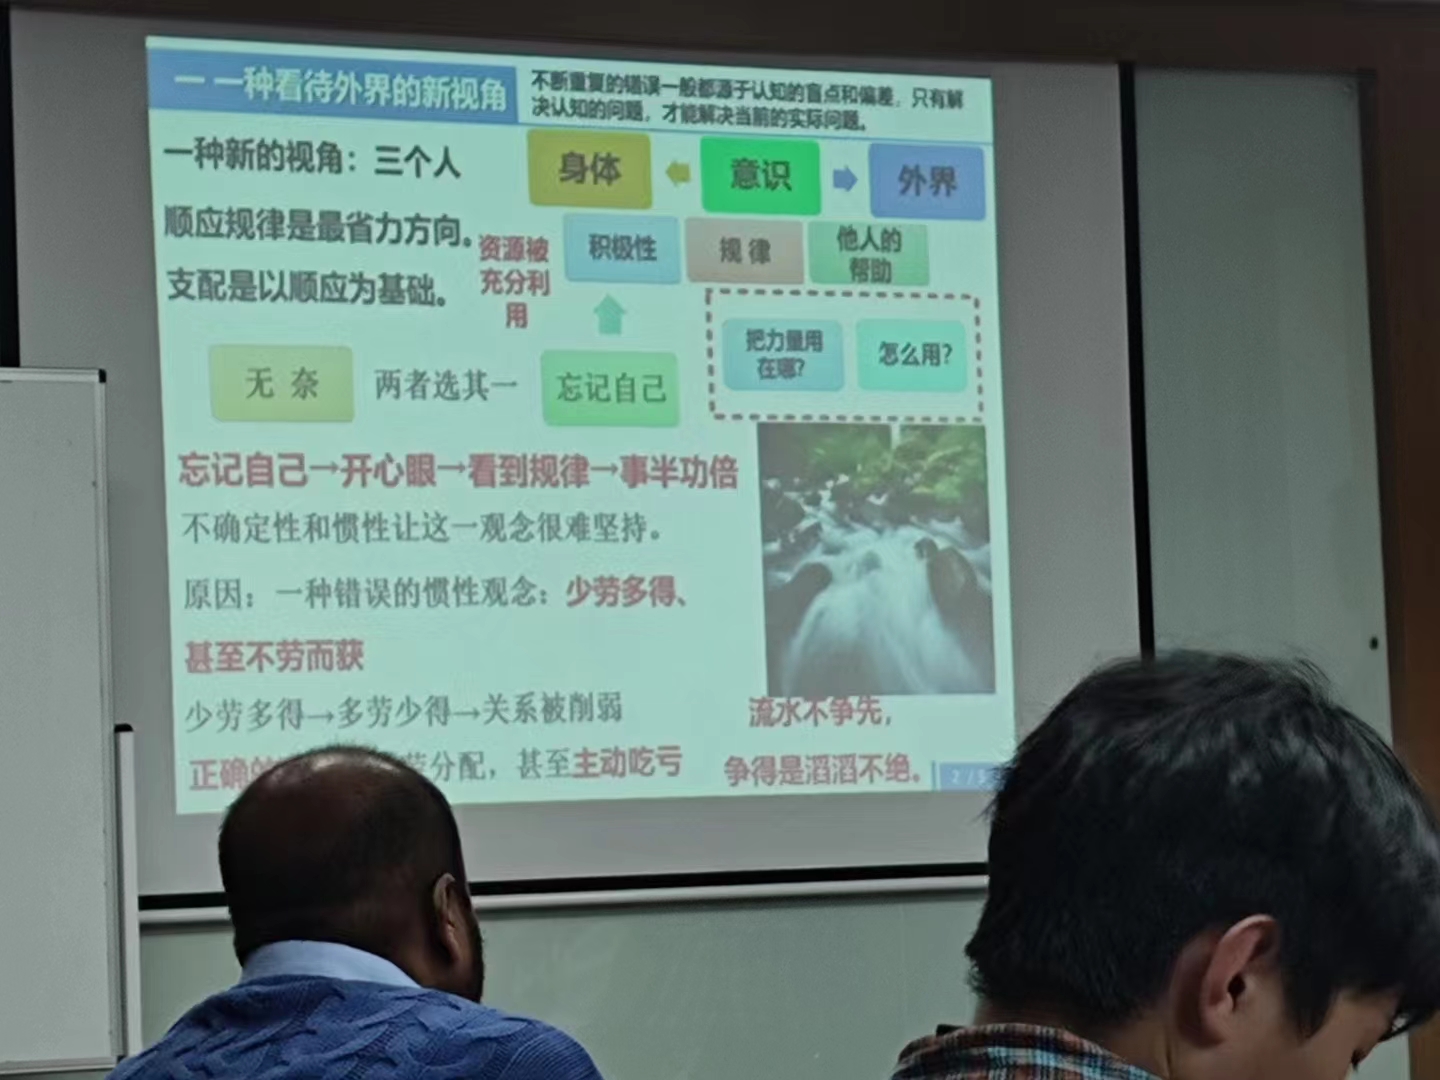 一 一种看待外界的新视角
不断重复的错误一般都源于认知的盲点和偏差，只有解
决认知的问题，才能解决当前的实际问题。
一种新的视角：三个人
身体
意识
外界
顺应规律是最省力方向。
支配是以顺应为基础。
资源被
充分利
用
积极性
规 律
他人的
帮助
把力量用
在哪?
怎么用?
无 奈
两者选其一
忘记自己
忘记自己→开心眼→看到规律→事半功倍
不确定性和惯性让这一观念很难坚持。
原因：一种错误的惯性观念：少劳多得、
甚至不劳而获
少劳多得→多劳少得→关系被削弱
正确的
分配，甚至主动吃亏
流水不争先，
争得是滔滔不绝。